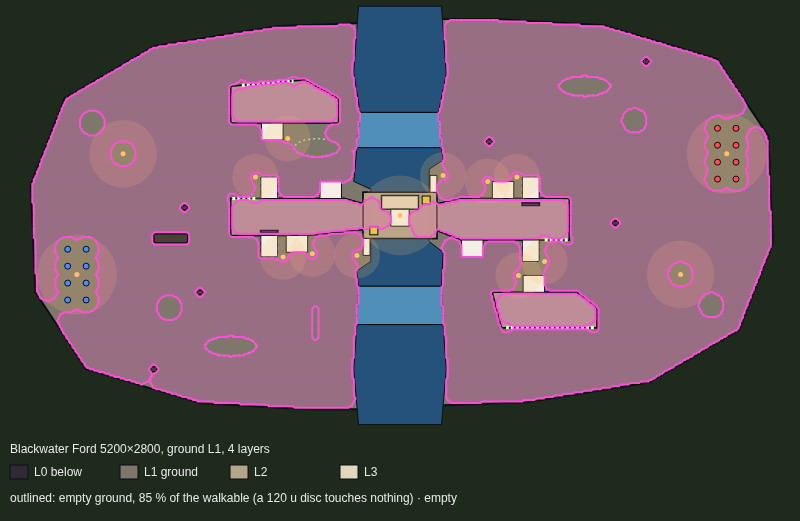 Blackwater Ford 5200×2800, ground L1, 4 layers
L0 below
L1 ground
L2
L3
outlined: empty ground, 85 % of the walkable (a 120 u disc touches nothing) · empty